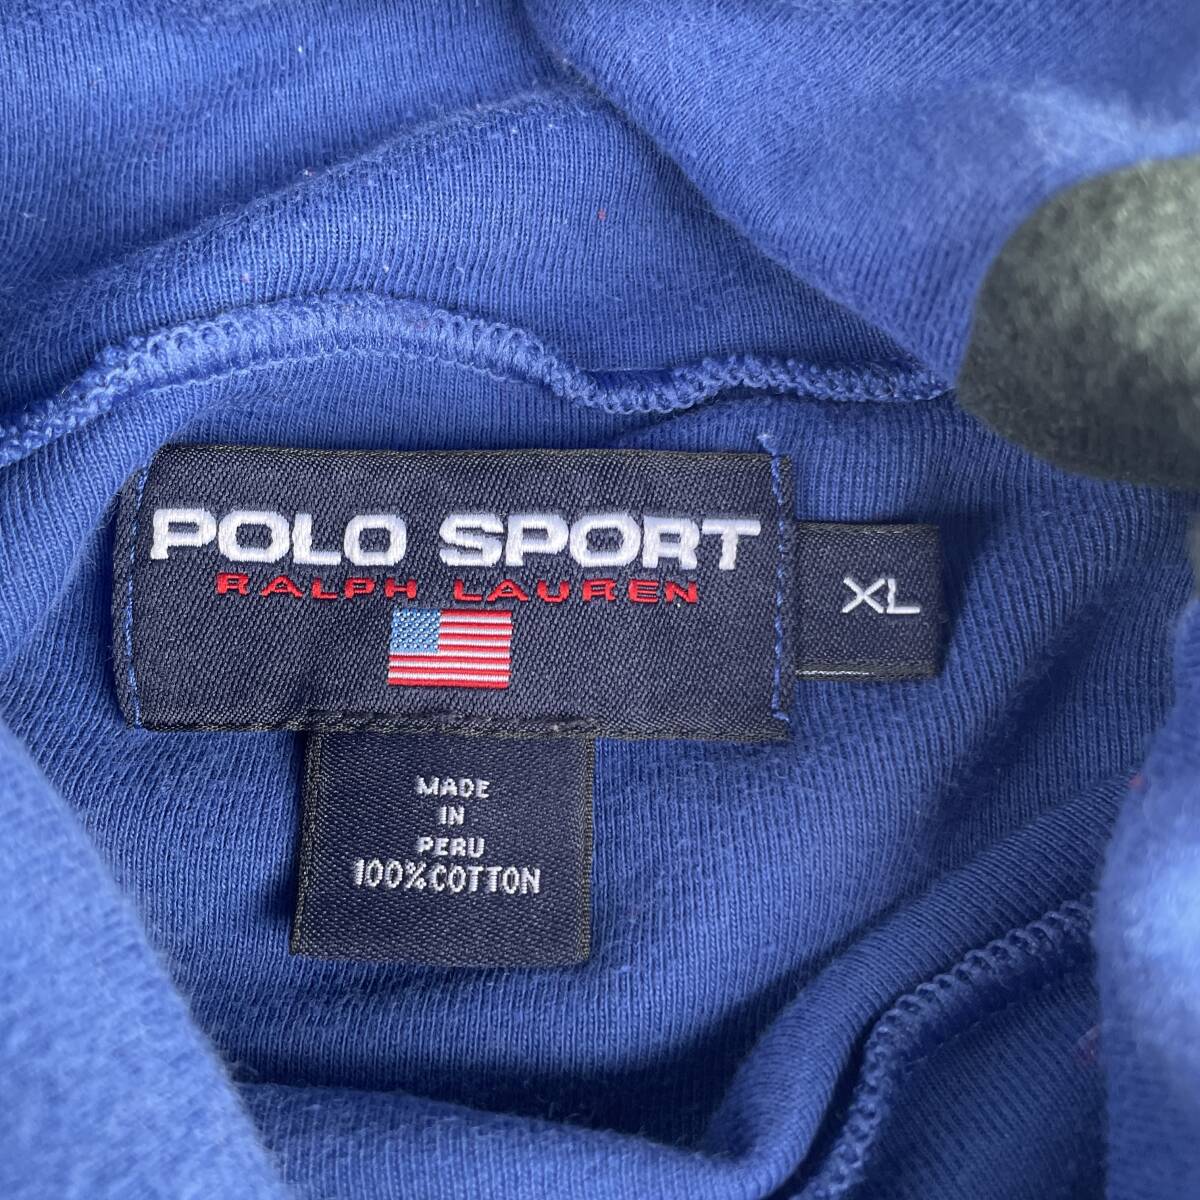 POLO SPORT
RALPH LAUREN
XL
MADE
IN
PERU
100% COTTON